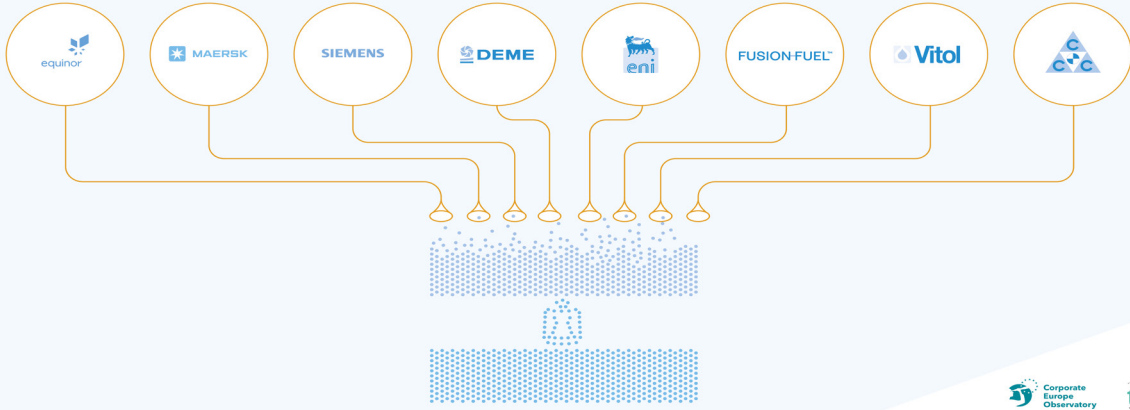 equinor
MAERSK
SIEMENS
DEME
eni
FUSION FUEL™
Vitol
C
C C
Corporate
Europe
Observatory